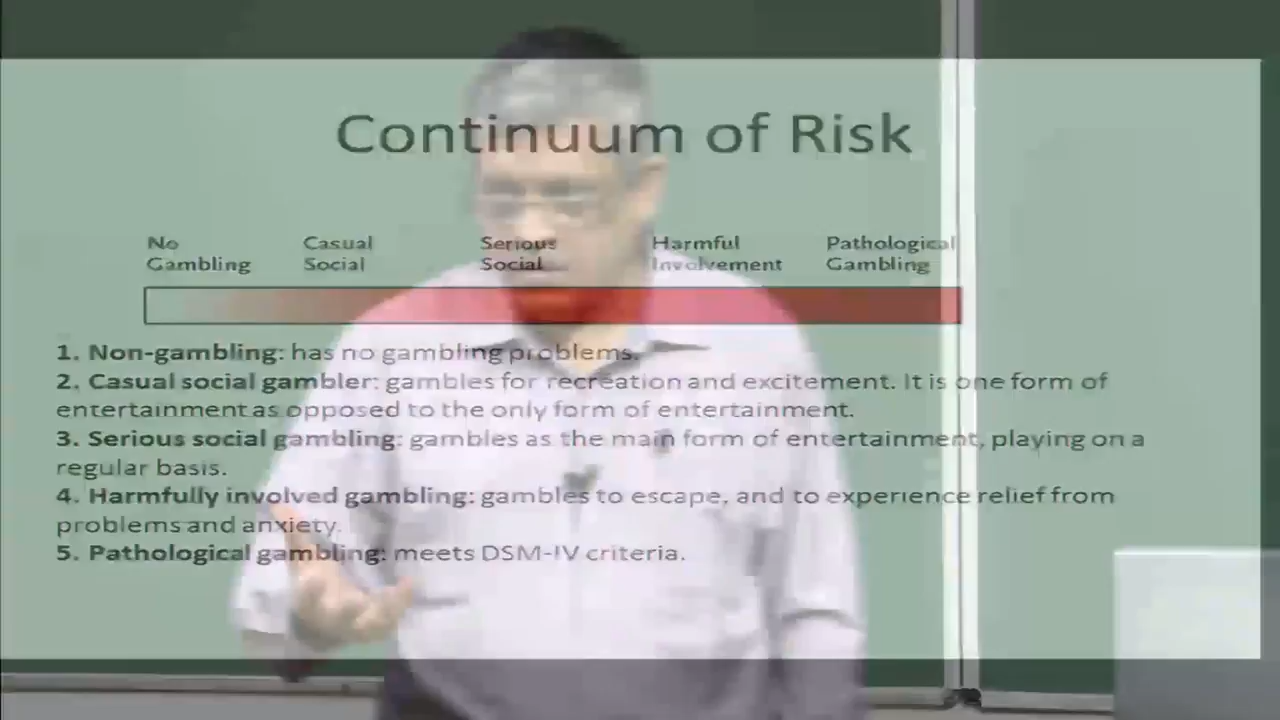 Continuum of Risk
No Casual Serious Harmful Pathological
Gambling Social Social Involvement Gambling
1. Non-gambling: has no gambling problems.
2. Casual social gambler: gambles for recreation and excitement. It is one form of
entertainment as opposed to the only form of entertainment.
3. Serious social gambling: gambles as the main form of entertainment, playing on a
regular basis.
4. Harmfully involved gambling: gambles to escape, and to experience relief from
problems and anxiety.
5. Pathological gambling: meets DSM-IV criteria.